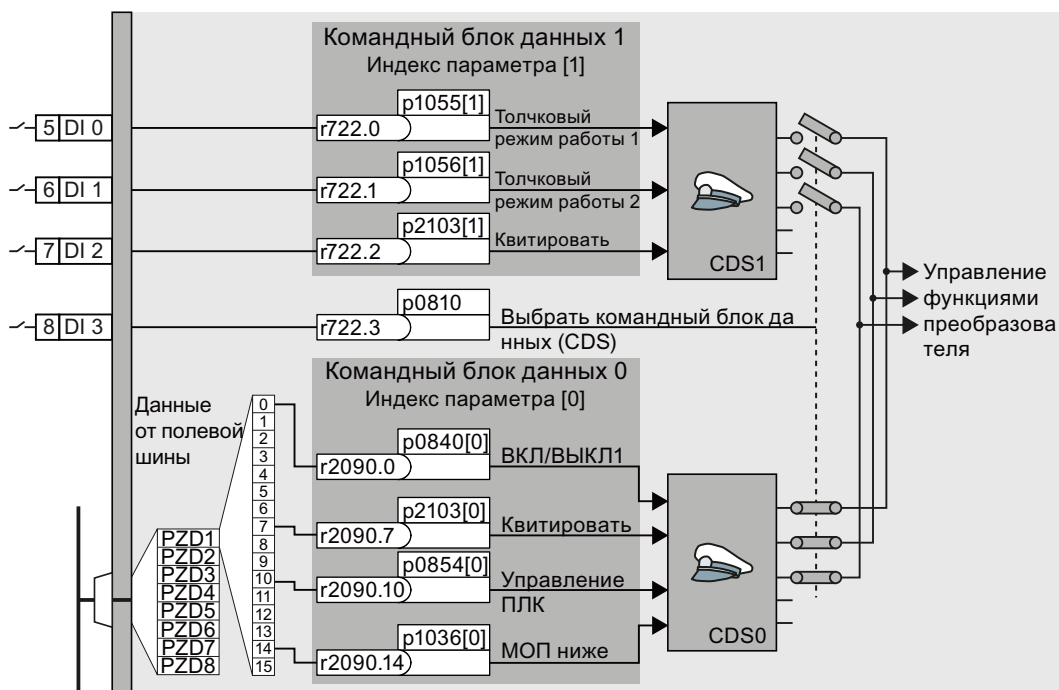 Командный блок данных 1
Индекс параметра [1]
5 DI 0
r722.0
p1055[1]
Толчковый
режим работы 1
6 DI 1
r722.1
p1056[1]
Толчковый
режим работы 2
7 DI 2
r722.2
p2103[1]
Квитировать
CDS1
8 DI 3
r722.3
p0810
Выбрать командный блок да
нных (CDS)
Управление
функциями
преобразова
теля
Командный блок данных 0
Индекс параметра [0]
Данные
от полевой
шины
PZD1
PZD2
PZD3
PZD4
PZD5
PZD6
PZD7
PZD8
0
1
2
3
4
5
6
7
8
9
10
11
12
13
14
15
r2090.0
p0840[0]
ВКЛ/ВЫКЛ1
r2090.7
p2103[0]
Квитировать
r2090.10
p0854[0]
Управление
ПЛК
r2090.14
p1036[0]
МОП ниже
CDS0